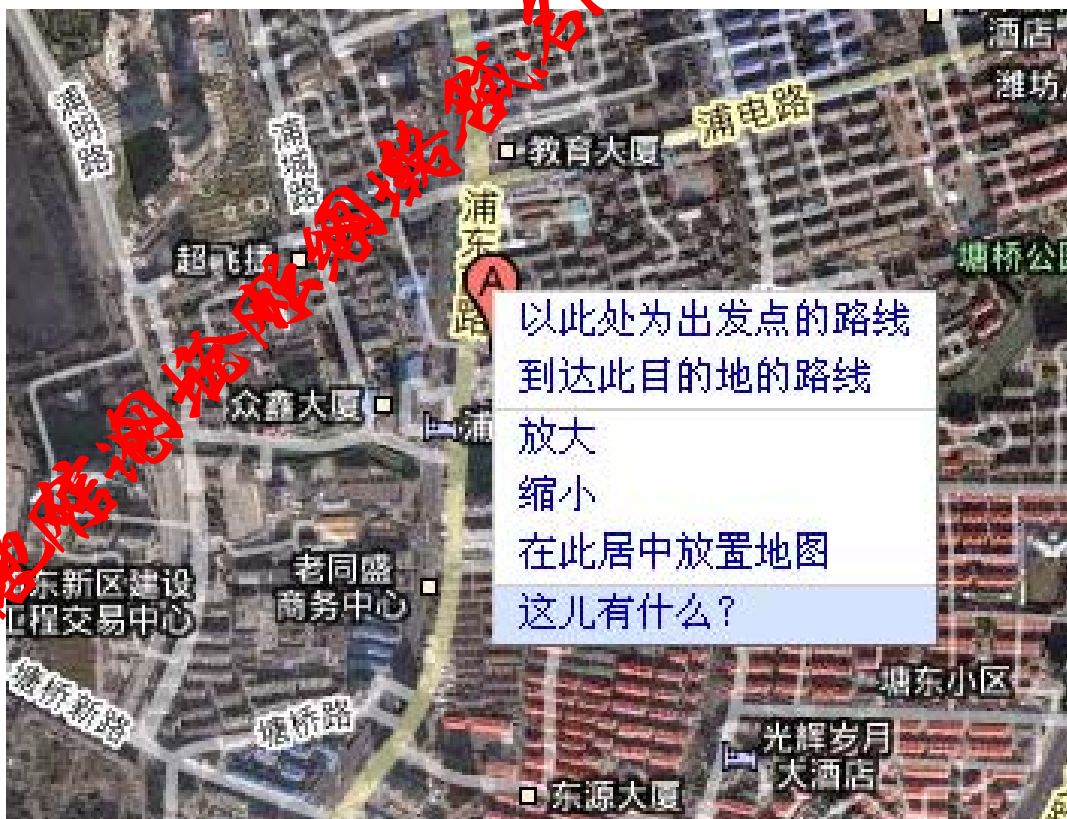 酒店
潍坊
浦明路
浦城路
浦电路
教育大厦
浦东
路
超飞捷
塘桥公园
以此处为出发点的路线
到达此目的地的路线
众鑫大厦
浦
放大
缩小
在此居中放置地图
这儿有什么？
老同盛
商务中心
东新区建设
工程交易中心
塘桥新路
塘桥路
塘东小区
光辉岁月
大酒店
东源大厦
A